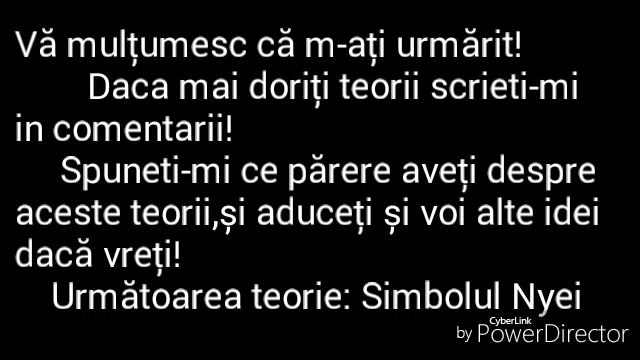 Vă mulțumesc că m-ați urmărit!
Daca mai doriți teorii scrieti-mi
in comentarii!
Spuneti-mi ce părere aveți despre
aceste teorii,și aduceți și voi alte idei
dacă vreți!
Următoarea teorie: Simbolul Nyei
CyberLink
by PowerDirector